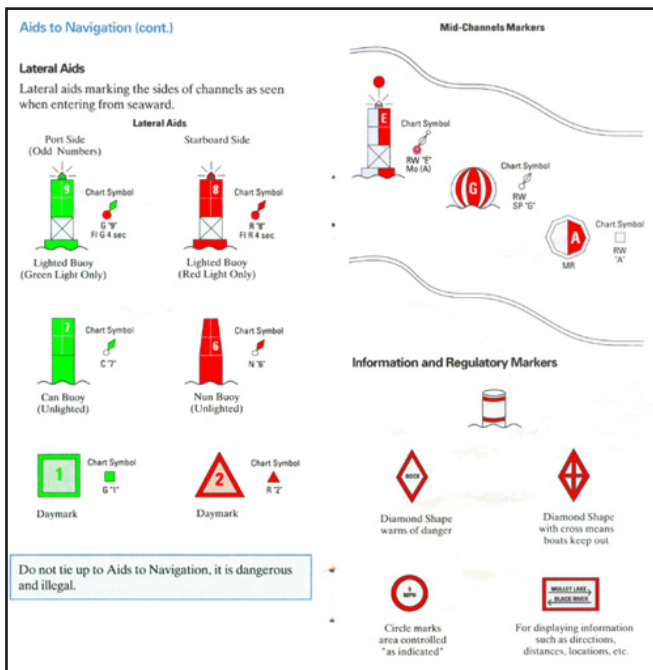 Aids to Navigation (cont.)
Lateral Aids
Lateral aids marking the sides of channels as seen
when entering from seaward.
Lateral Aids
Port Side
(Odd Numbers)
Starboard Side
9
Chart Symbol
G "9"
Fl G 4 sec
8
Chart Symbol
R "8"
Fl R 4 sec
Lighted Buoy
(Green Light Only)
Lighted Buoy
(Red Light Only)
7
Chart Symbol
C "7"
6
Chart Symbol
N "6"
Can Buoy
(Unlighted)
Nun Buoy
(Unlighted)
1
Chart Symbol
G "1"
2
Chart Symbol
R "2"
Daymark
Daymark
Do not tie up to Aids to Navigation, it is dangerous
and illegal.
Mid-Channels Markers
E
Chart Symbol
RW "E"
Mo (A)
G
Chart Symbol
RW
SP "G"
A
MR
Chart Symbol
RW
"A"
Information and Regulatory Markers
ROCK
Diamond Shape
warns of danger
Diamond Shape
with cross means
boats keep out
5
MPH
Circle marks
area controlled
"as indicated"
MULLET LAKE
BLACK RIVER
For displaying information
such as directions,
distances, locations, etc.